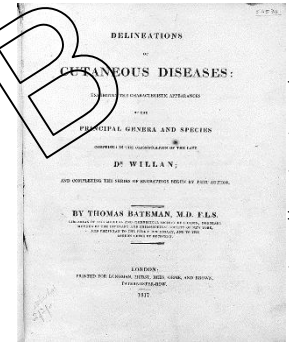 B
DELINEATIONS
OF
CUTANEOUS DISEASES:
EXHIBITING THE CHARACTERISTIC APPEARANCES
OF THE
PRINCIPAL GENERA AND SPECIES
COMPRISED IN THE CLASSIFICATION OF THE LATE
Dr. WILLAN;
AND COMPLETING THE SERIES OF ENGRAVINGS BEGUN BY THAT AUTHOR.
BY THOMAS BATEMAN, M.D. F.L.S.
LONDON:
PRINTED FOR LONGMAN, HURST, REES, ORME, AND BROWN,
PATERNOSTER-ROW.
1817.